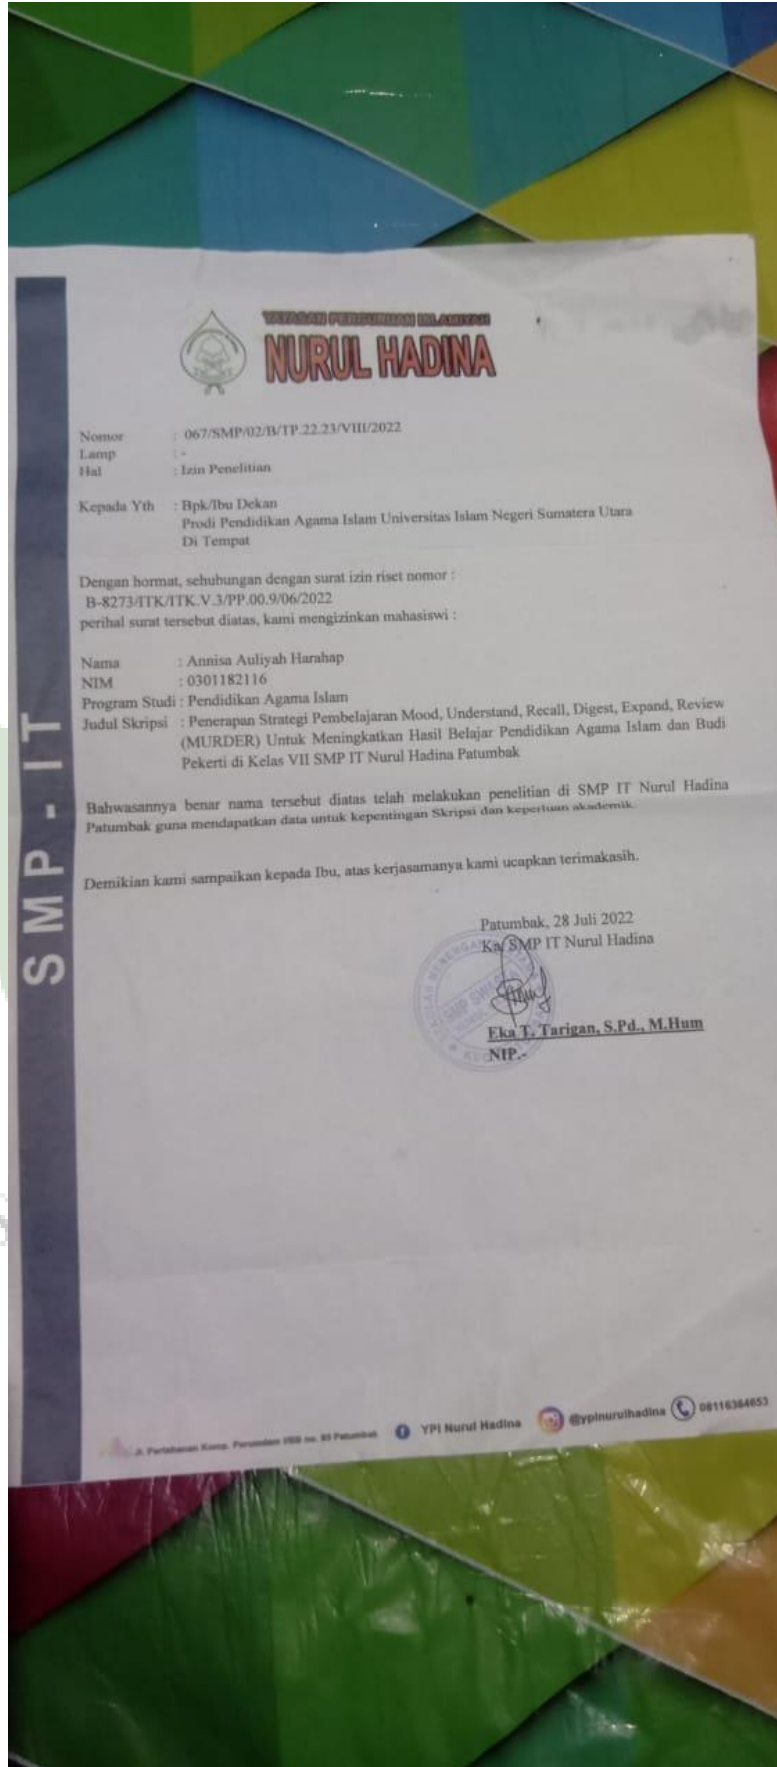 YAYASAN PERGURUAN ISLAMIYAH
NURUL HADINA
Nomor : 067/SMP/02/B/TP.22.23/VIII/2022
Lamp : -
Hal : Izin Penelitian
Kepada Yth : Bpk/Ibu Dekan
Prodi Pendidikan Agama Islam Universitas Islam Negeri Sumatera Utara
Di Tempat
Dengan hormat, sehubungan dengan surat izin riset nomor :
B-8273/ITK/ITK.V.3/PP.00.9/06/2022
perihal surat tersebut diatas, kami mengizinkan mahasiswi :
Nama : Annisa Auliyah Harahap
NIM : 0301182116
Program Studi : Pendidikan Agama Islam
Judul Skripsi : Penerapan Strategi Pembelajaran Mood, Understand, Recall, Digest, Expand, Review
(MURDER) Untuk Meningkatkan Hasil Belajar Pendidikan Agama Islam dan Budi
Pekerti di Kelas VII SMP IT Nurul Hadina Patumbak
Bahwasannya benar nama tersebut diatas telah melakukan penelitian di SMP IT Nurul Hadina
Patumbak guna mendapatkan data untuk kepentingan Skripsi dan keperluan akademik.
Demikian kami sampaikan kepada Ibu, atas kerjasamanya kami ucapkan terimakasih.
Patumbak, 28 Juli 2022
Ka. SMP IT Nurul Hadina
SMP SWASTA
Eka T. Tarigan, S.Pd., M.Hum
NIP.-
SMP - IT
no. 93 Patumbak
YPI Nurul Hadina
@ypinurulhadina
08116364653